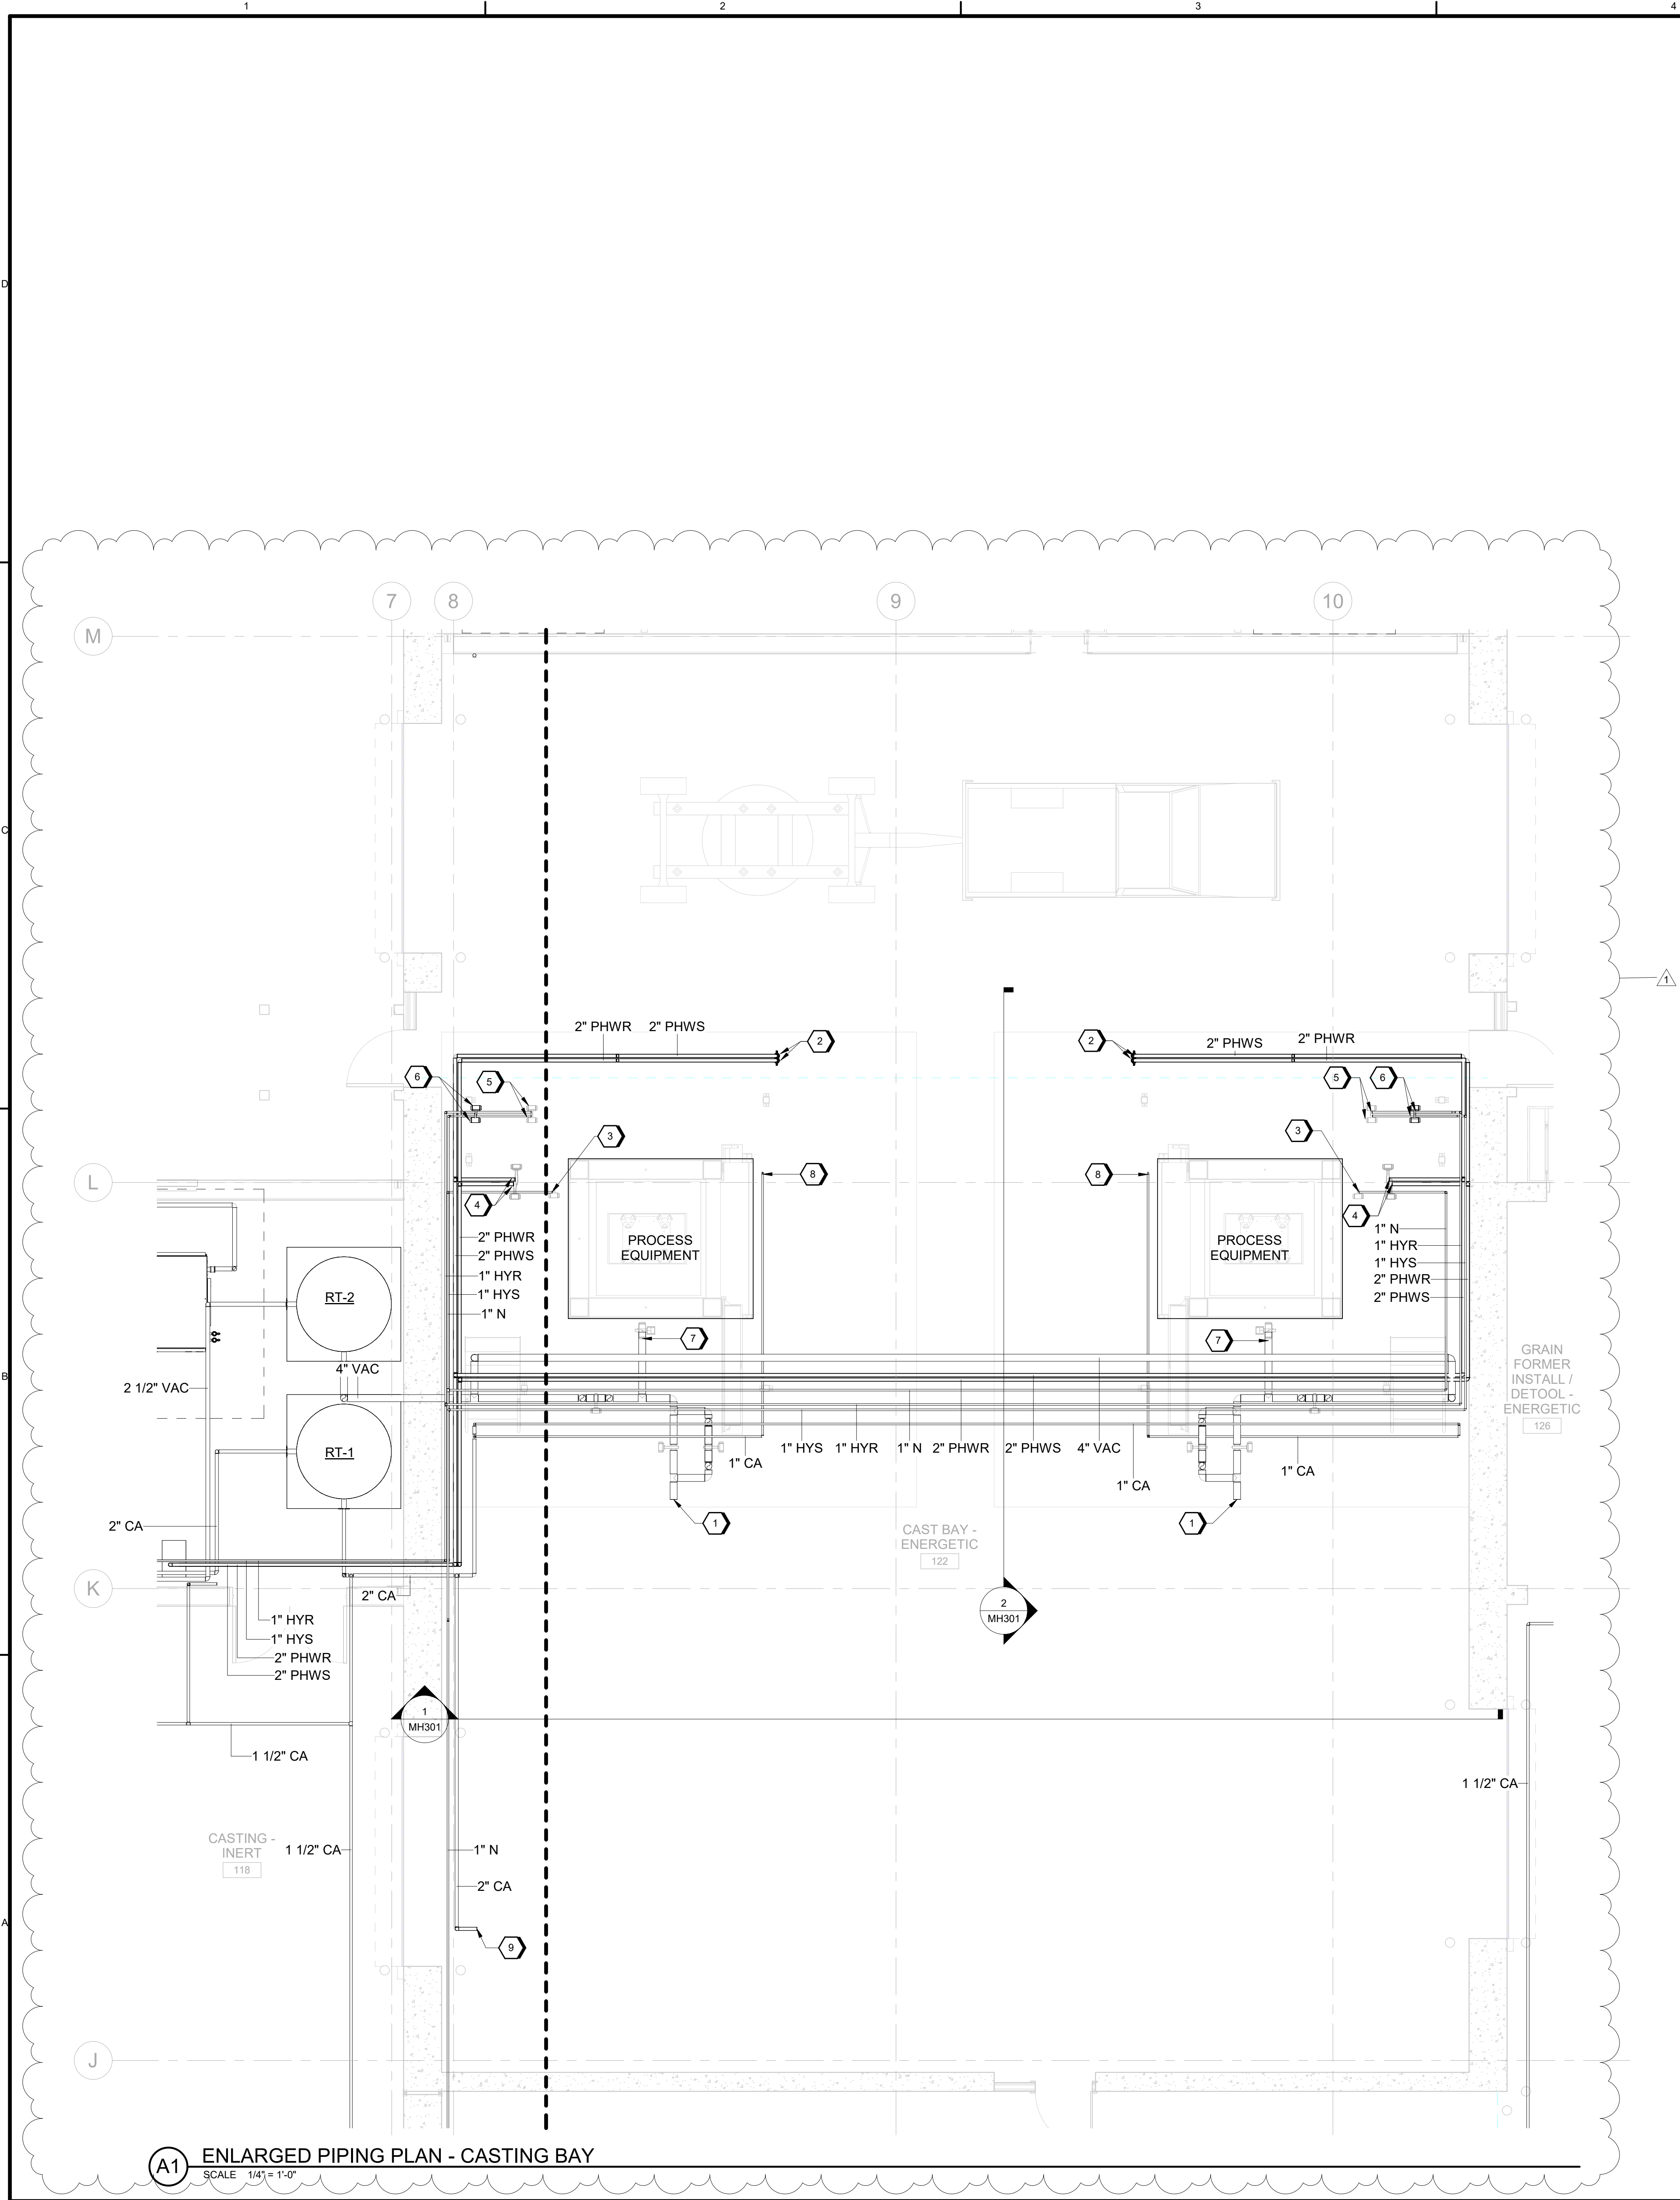 1
2
3
4
D
C
B
A
7
8
9
10
M
1
2" PHWR
2" PHWS
2
2
2" PHWS
2" PHWR
6
5
5
6
3
3
8
8
L
4
4
PROCESS
EQUIPMENT
PROCESS
EQUIPMENT
2" PHWR
2" PHWS
1" HYR
1" HYS
1" N
1" N
1" HYR
1" HYS
2" PHWR
2" PHWS
RT-2
7
7
4" VAC
2 1/2" VAC
GRAIN
FORMER
INSTALL /
DETOOL -
ENERGETIC
126
RT-1
1" CA
1" HYS
1" HYR
1" N
2" PHWR
2" PHWS
4" VAC
1" CA
1" CA
2" CA
1
1
CAST BAY -
ENERGETIC
122
K
2" CA
2
MH301
1" HYR
1" HYS
2" PHWR
2" PHWS
1
MH301
1 1/2" CA
1 1/2" CA
CASTING -
INERT
118
1 1/2" CA
1" N
2" CA
9
J
A1
ENLARGED PIPING PLAN - CASTING BAY
SCALE 1/4" = 1'-0"